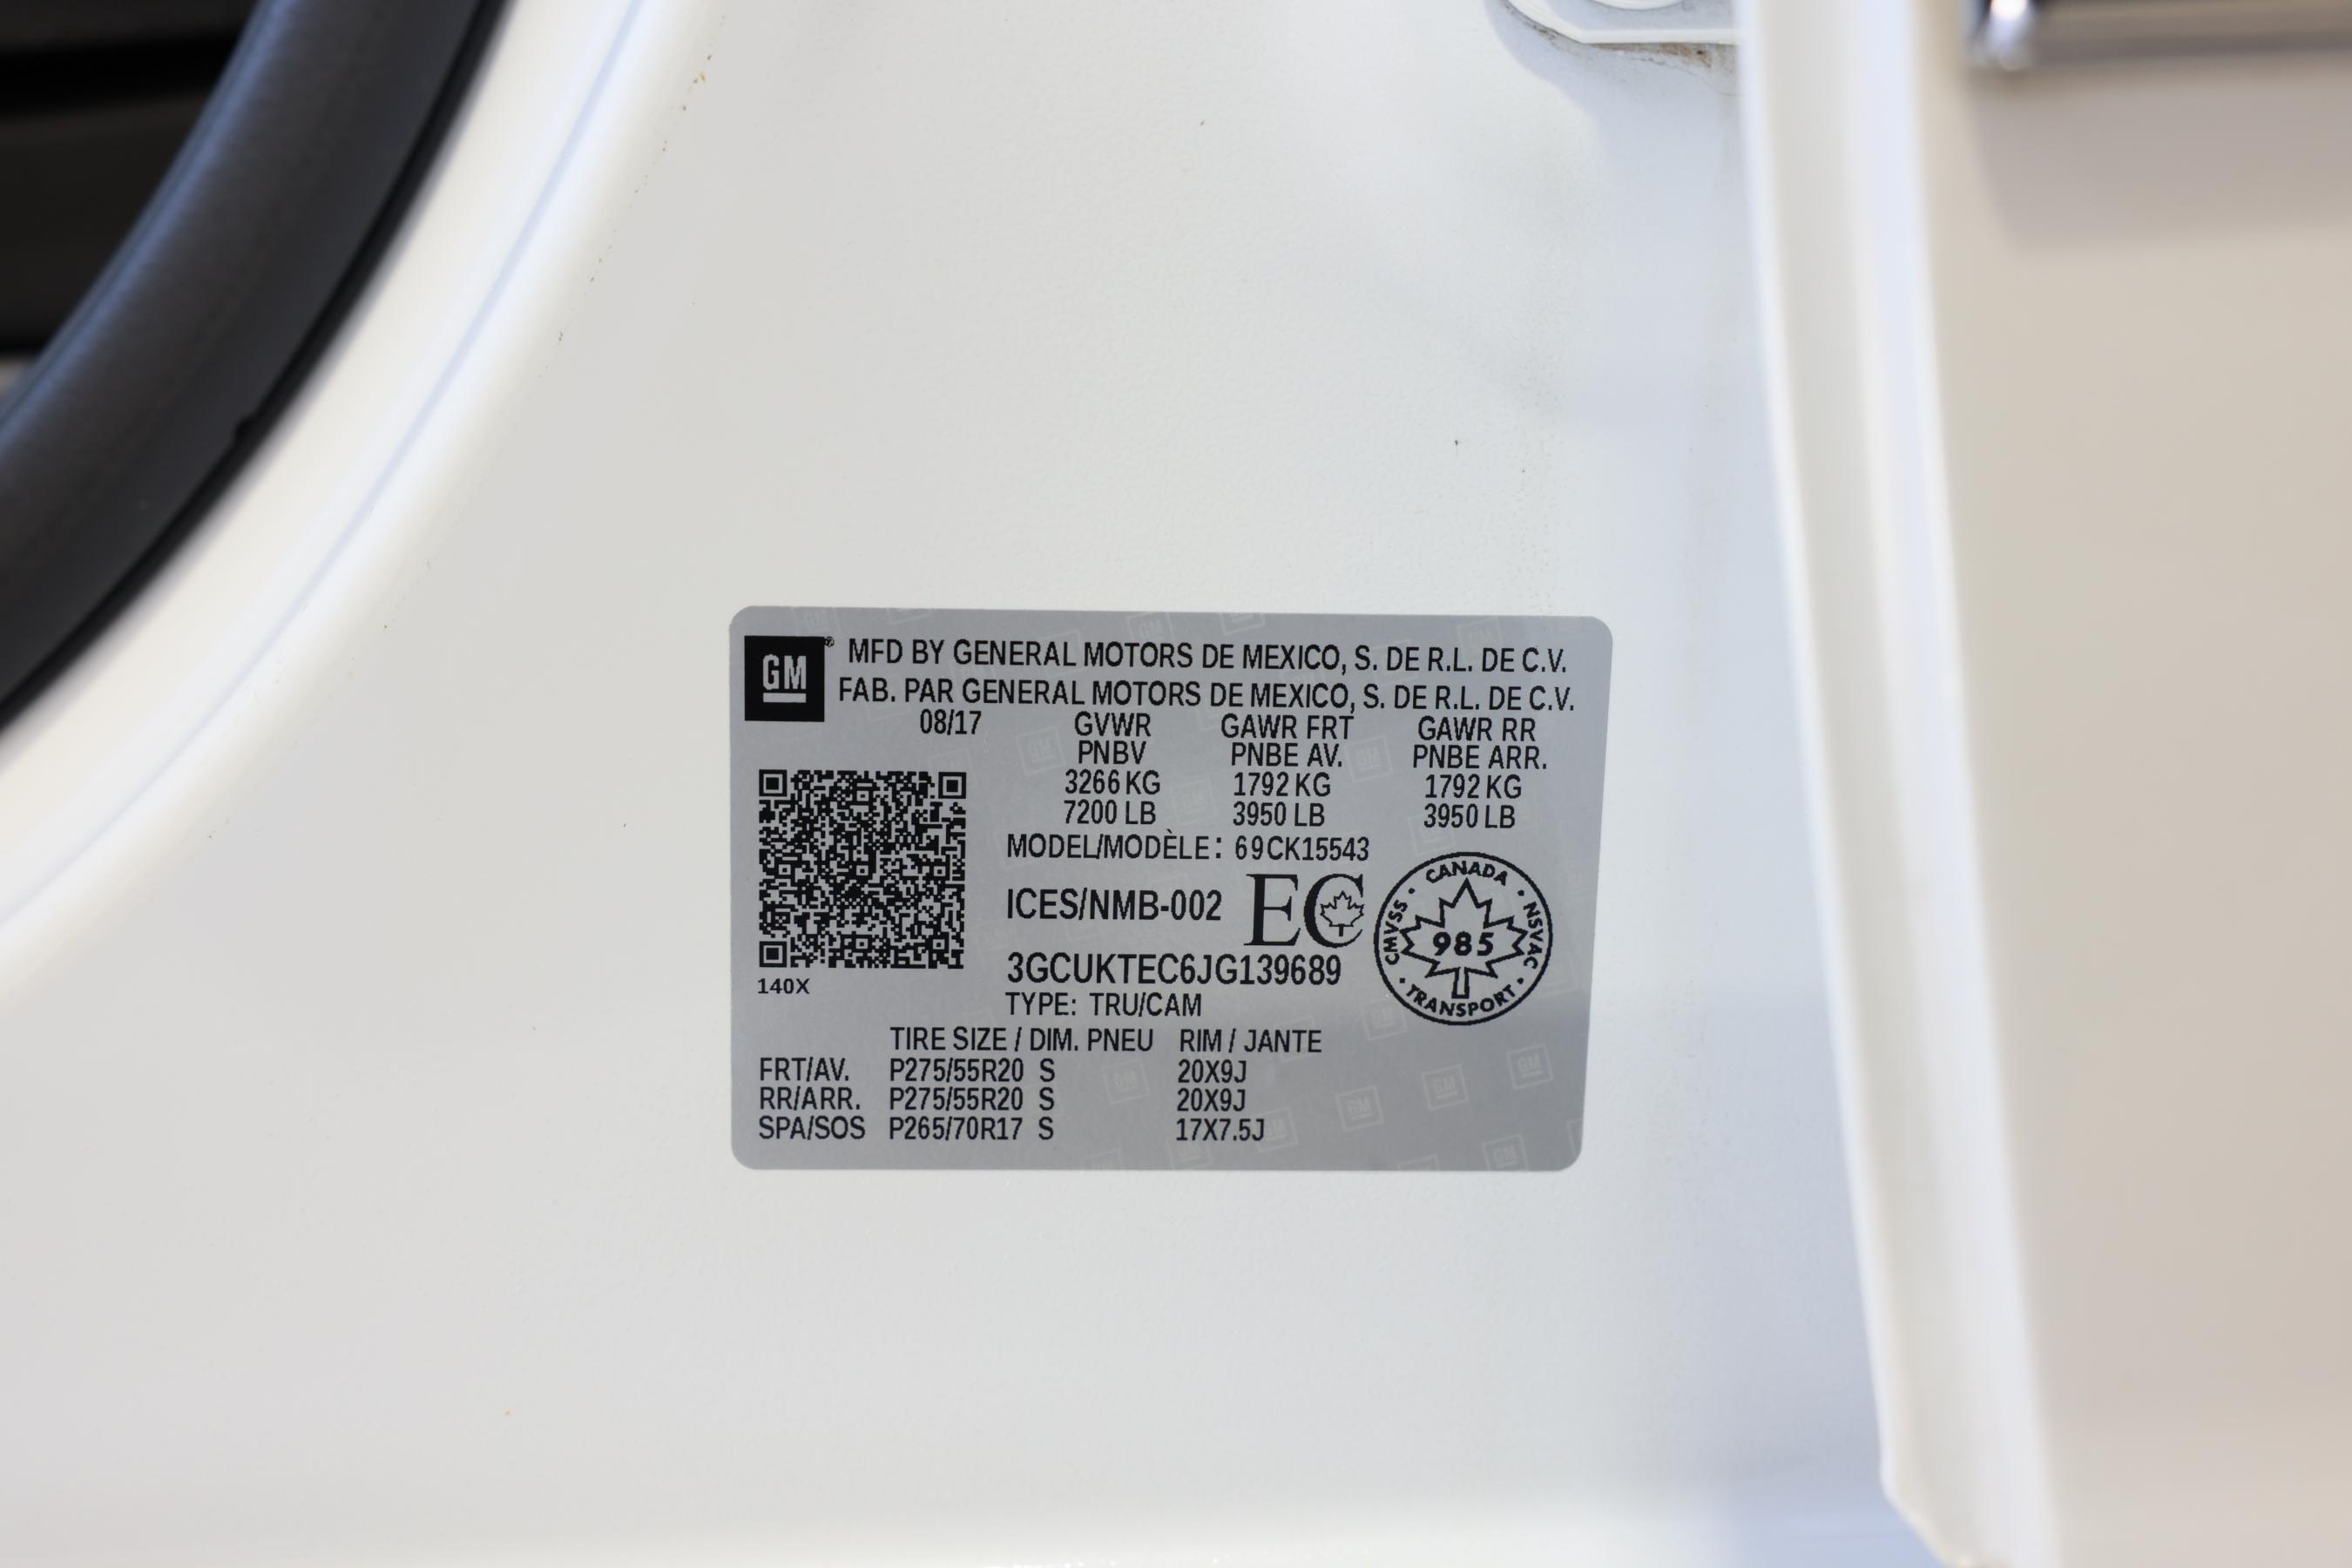 GM ® MFD BY GENERAL MOTORS DE MEXICO, S. DE R.L. DE C.V.
FAB. PAR GENERAL MOTORS DE MEXICO, S. DE R.L. DE C.V.
08/17 GVWR GAWR FRT GAWR RR
PNBV PNBE AV. PNBE ARR.
3266 KG 1792 KG 1792 KG
7200 LB 3950 LB 3950 LB
MODEL/MODÈLE: 69CK15543
ICES/NMB-002 EC
CANADA
CMVSS • 985 • NSVAC
TRANSPORT
3GCUKTEC6JG139689
140X
TYPE: TRU/CAM
TIRE SIZE / DIM. PNEU RIM / JANTE
FRT/AV. P275/55R20 S 20X9J
RR/ARR. P275/55R20 S 20X9J
SPA/SOS P265/70R17 S 17X7.5J